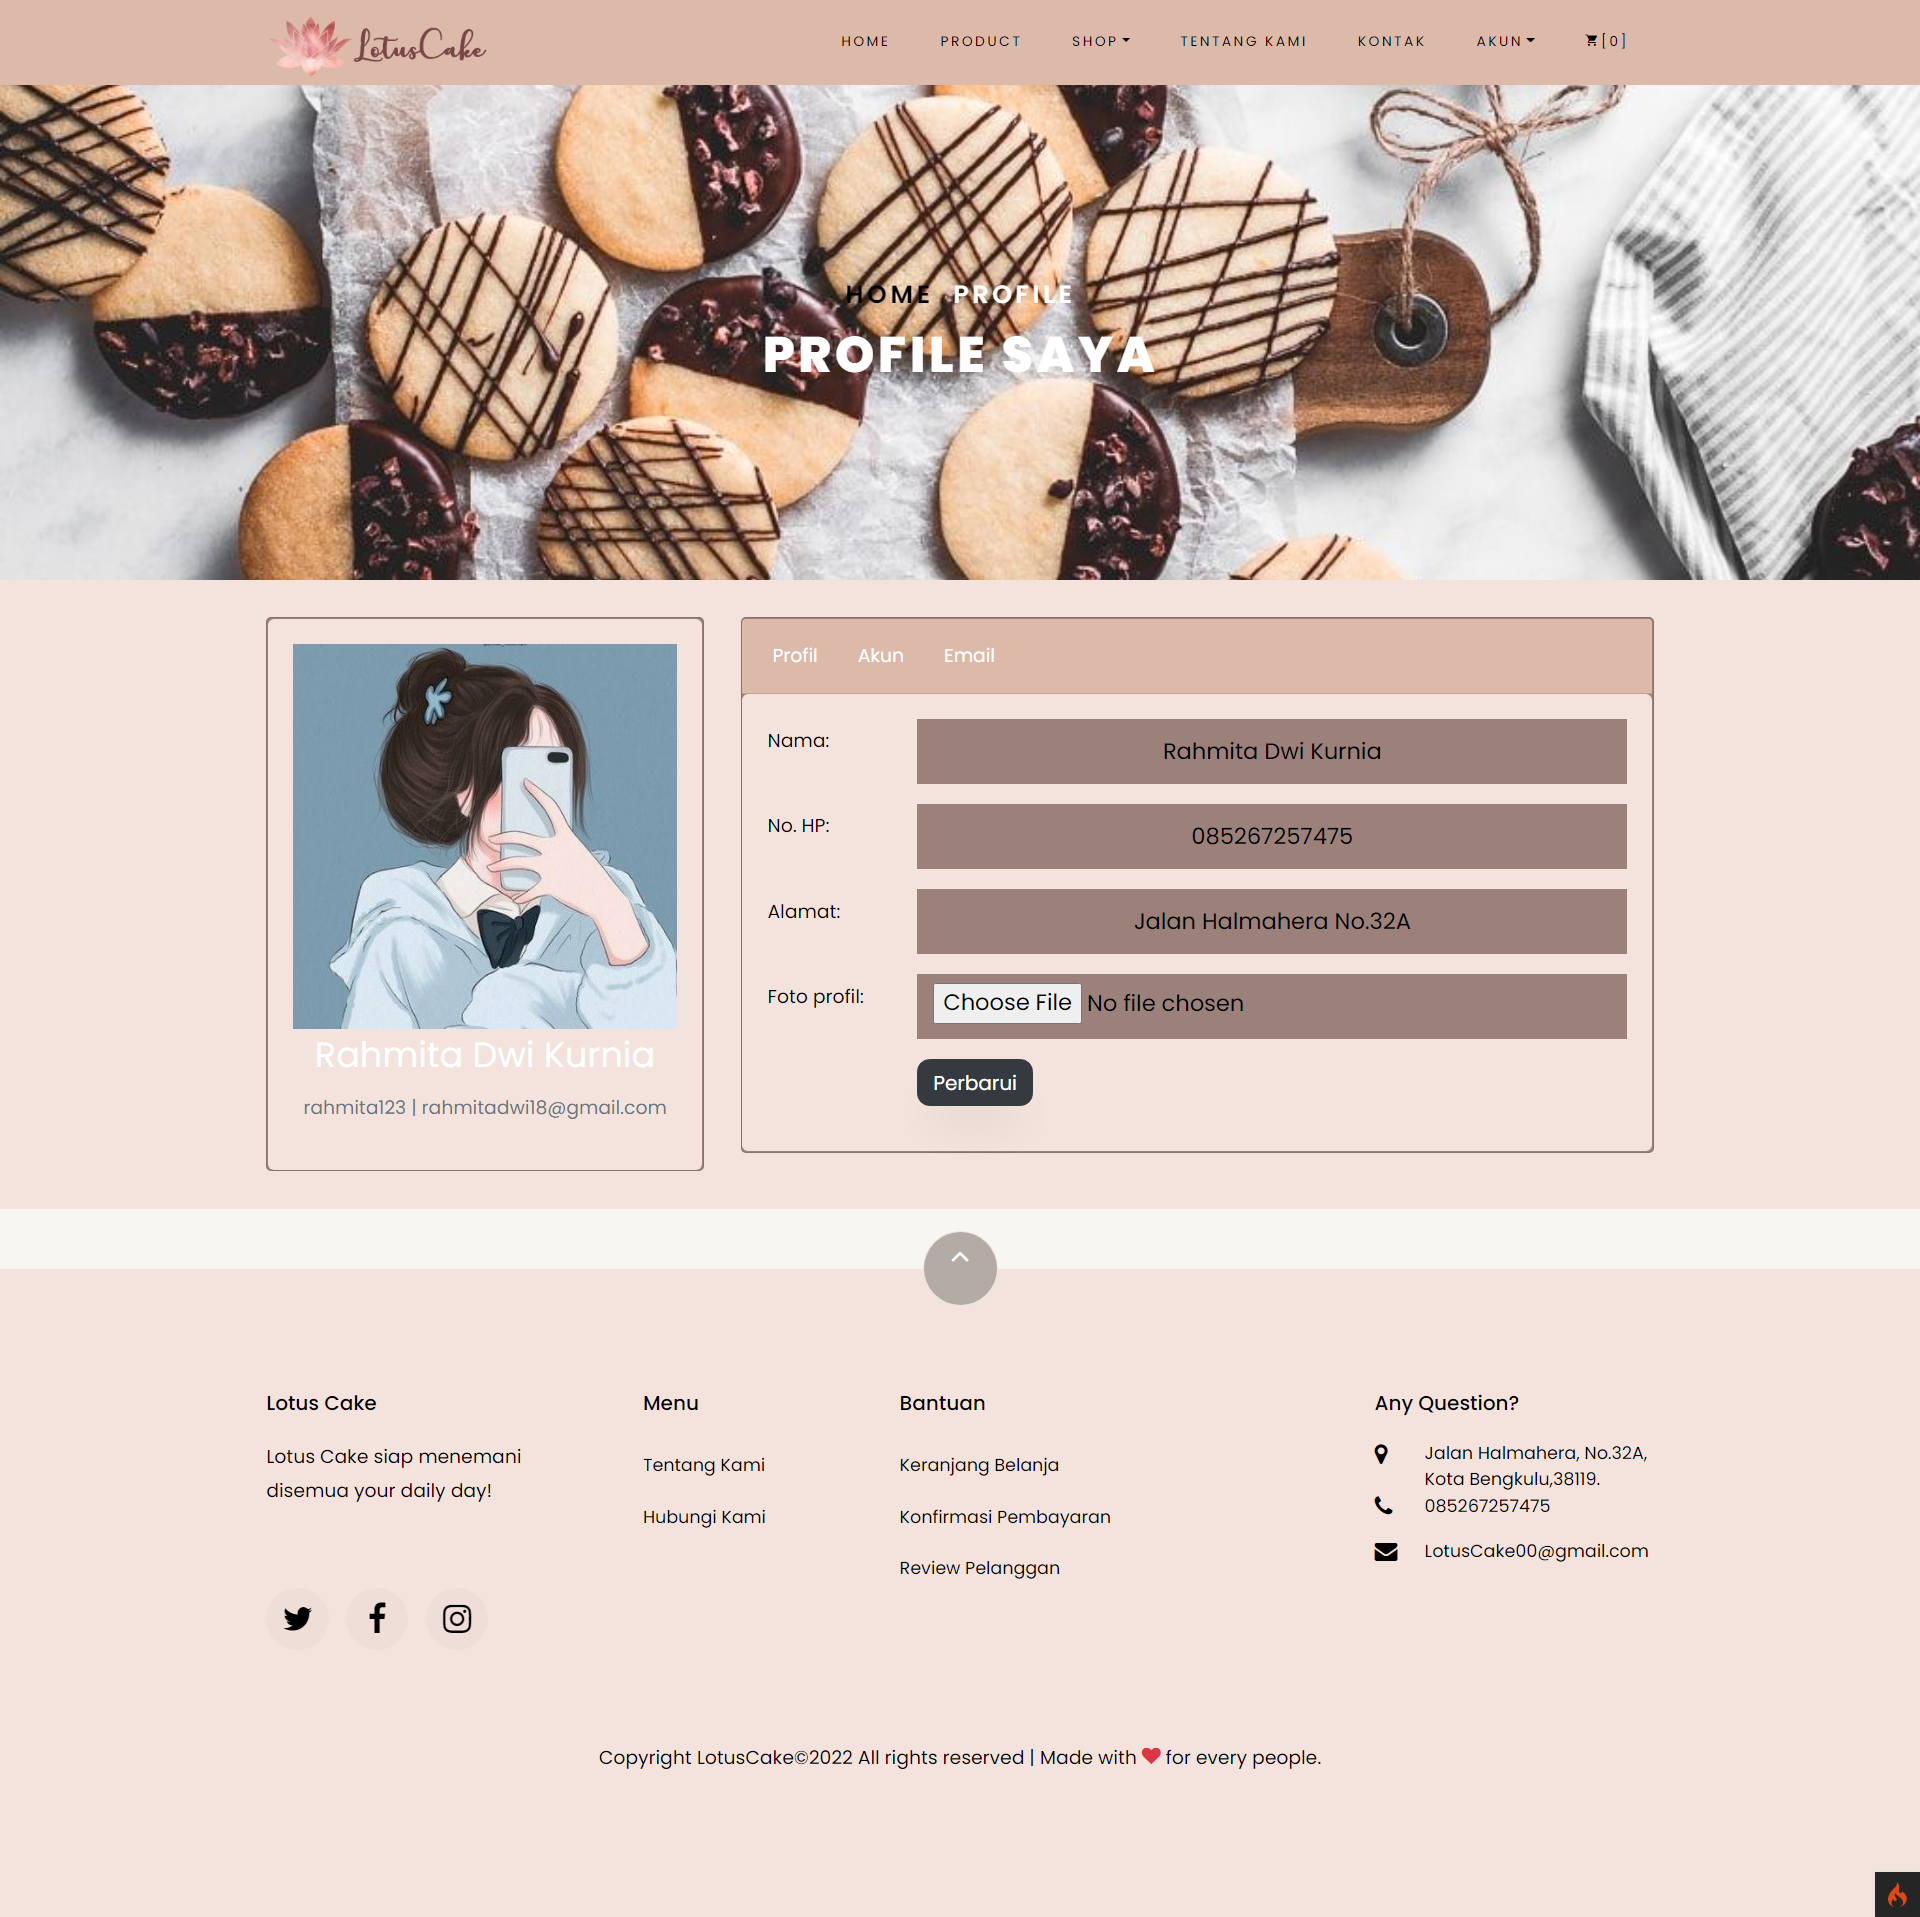 LotusCake
HOME PRODUCT SHOP TENTANG KAMI KONTAK AKUN [0]
HOME PROFILE
PROFILE SAYA
Profil Akun Email
Nama: Rahmita Dwi Kurnia
No. HP: 085267257475
Alamat: Jalan Halmahera No.32A
Foto profil: Choose File No file chosen
Perbarui
Rahmita Dwi Kurnia
rahmita123 | rahmitadwi18@gmail.com
Lotus Cake
Lotus Cake siap menemani
disemua your daily day!
Menu
Tentang Kami
Hubungi Kami
Bantuan
Keranjang Belanja
Konfirmasi Pembayaran
Review Pelanggan
Any Question?
Jalan Halmahera, No.32A,
Kota Bengkulu,38119.
085267257475
LotusCake00@gmail.com
Copyright LotusCake©2022 All rights reserved | Made with ❤ for every people.